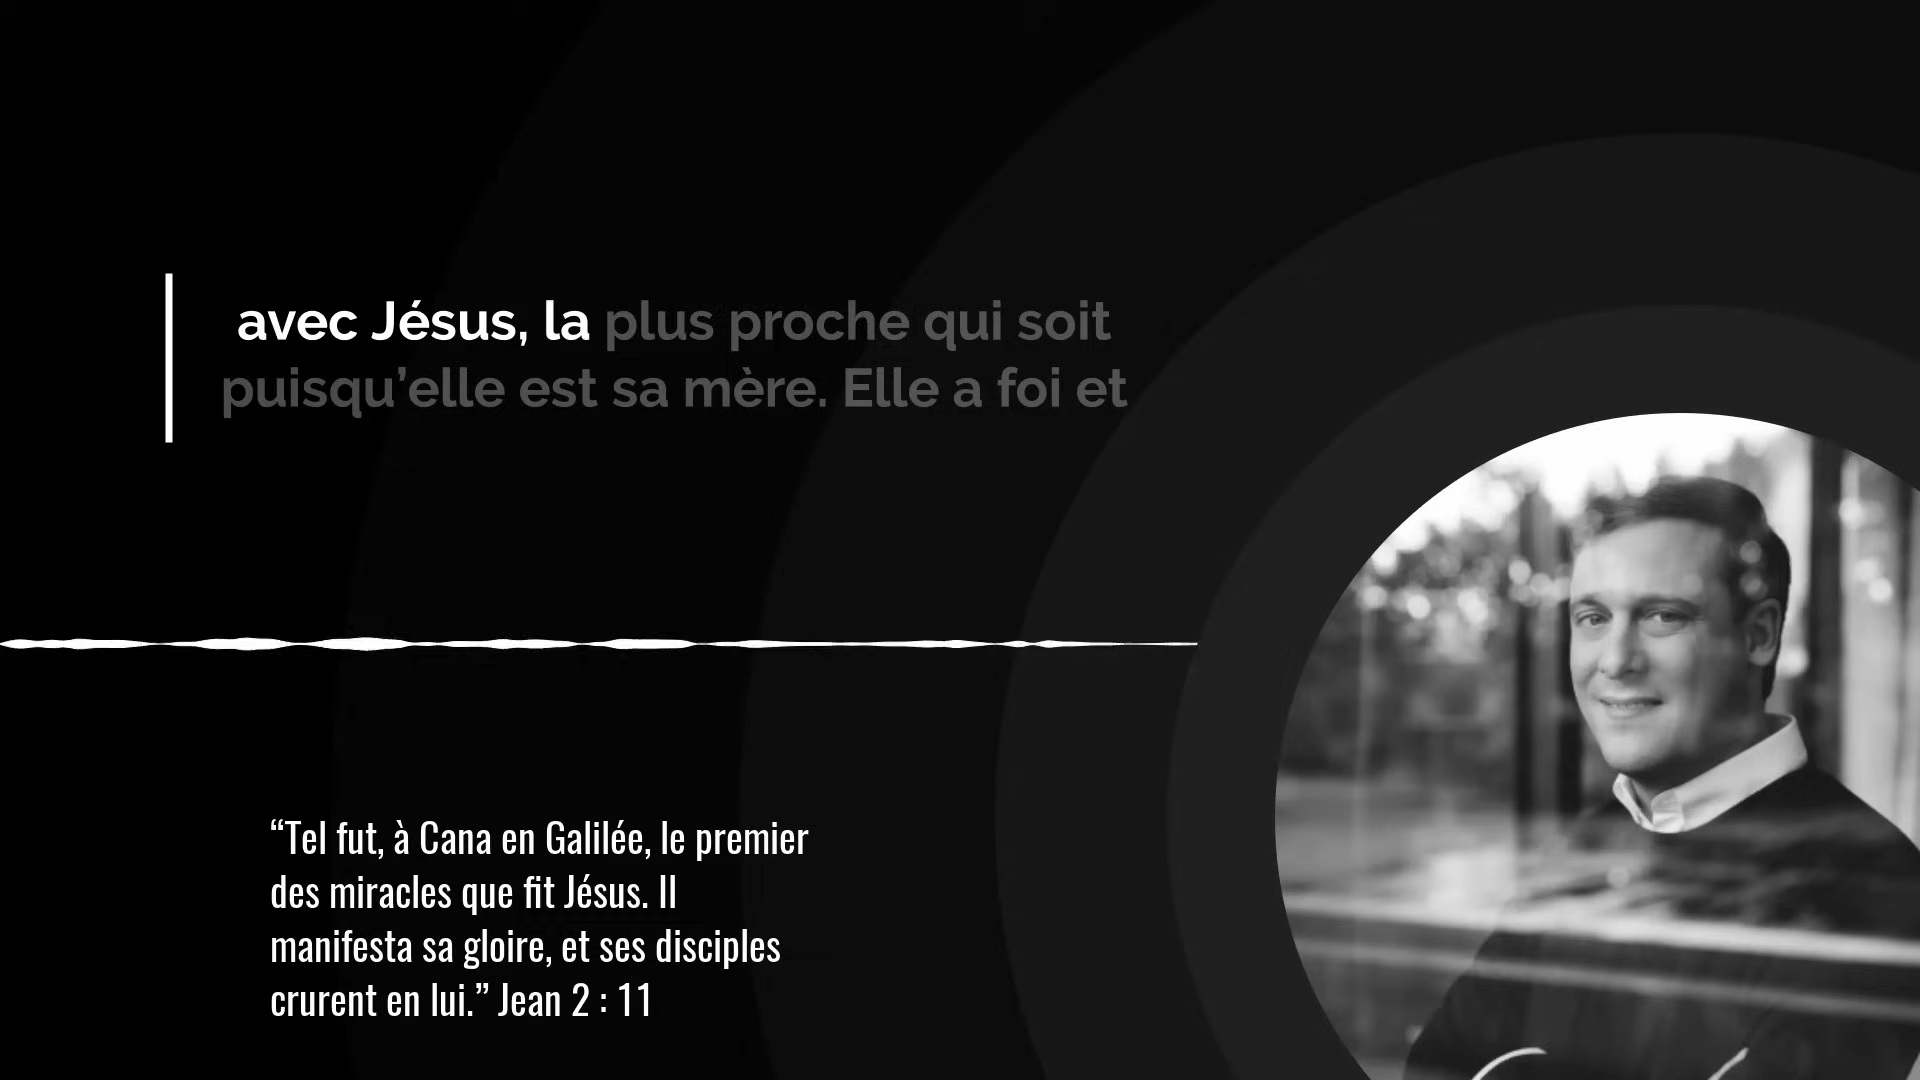 avec Jésus, la plus proche qui soit
puisqu’elle est sa mère. Elle a foi et
“Tel fut, à Cana en Galilée, le premier
des miracles que fit Jésus. Il
manifesta sa gloire, et ses disciples
crurent en lui.” Jean 2 : 11